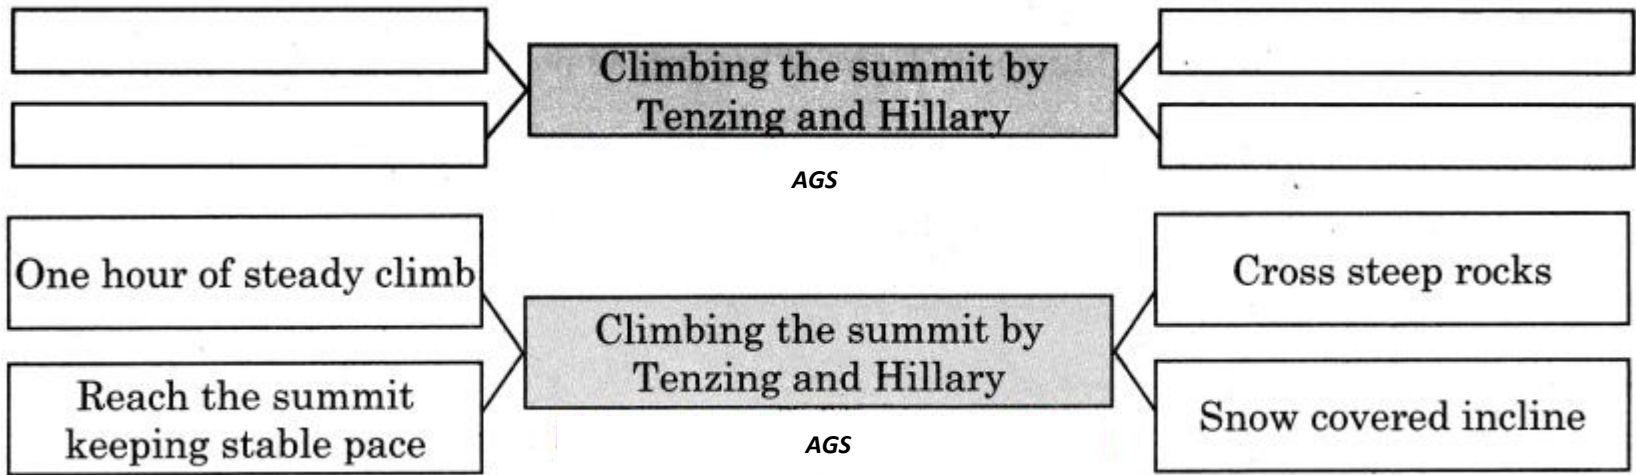 Climbing the summit by
Tenzing and Hillary
AGS
One hour of steady climb
Reach the summit
keeping stable pace
Climbing the summit by
Tenzing and Hillary
Cross steep rocks
Snow covered incline
AGS